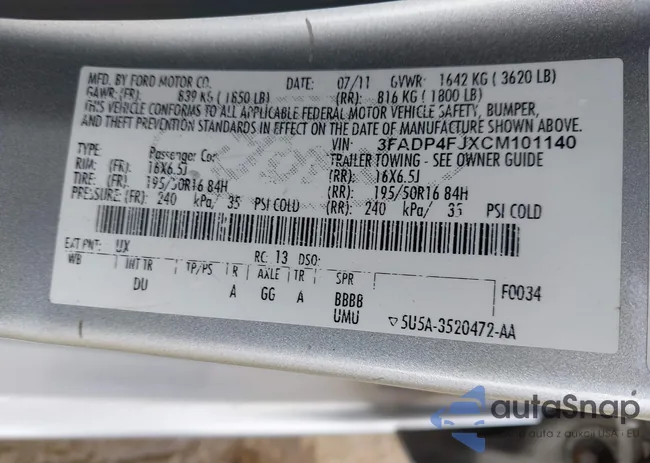 MFD. BY FORD MOTOR CO. DATE: 07/11 GVWR: 1642 KG ( 3620 LB)
GAWR: (FR): 839 KG ( 1850 LB) (RR): 816 KG ( 1800 LB)
THIS VEHICLE CONFORMS TO ALL APPLICABLE FEDERAL MOTOR VEHICLE SAFETY, BUMPER,
AND THEFT PREVENTION STANDARDS IN EFFECT ON THE DATE OF MANUFACTURE SHOWN ABOVE.
VIN: 3FADP4FJXCM101140
TYPE: Passenger Car TRAILER TOWING - SEE OWNER GUIDE
RIM: (FR): 16X6.5J (RR): 16X6.5J
TIRE: (FR): 195/50R16 84H (RR): 195/50R16 84H
PRESSURE: (FR): 240 kPa/ 35 PSI COLD (RR): 240 kPa/ 35 PSI COLD
EXT PNT: UX RC: 13 DSO:
WB INT TR TP/PS R AXLE TR SPR F0034
DU A GG A BBBB
UMU ▽5U5A-3520472-AA
autaSnap
auta z aukcji USA - EU